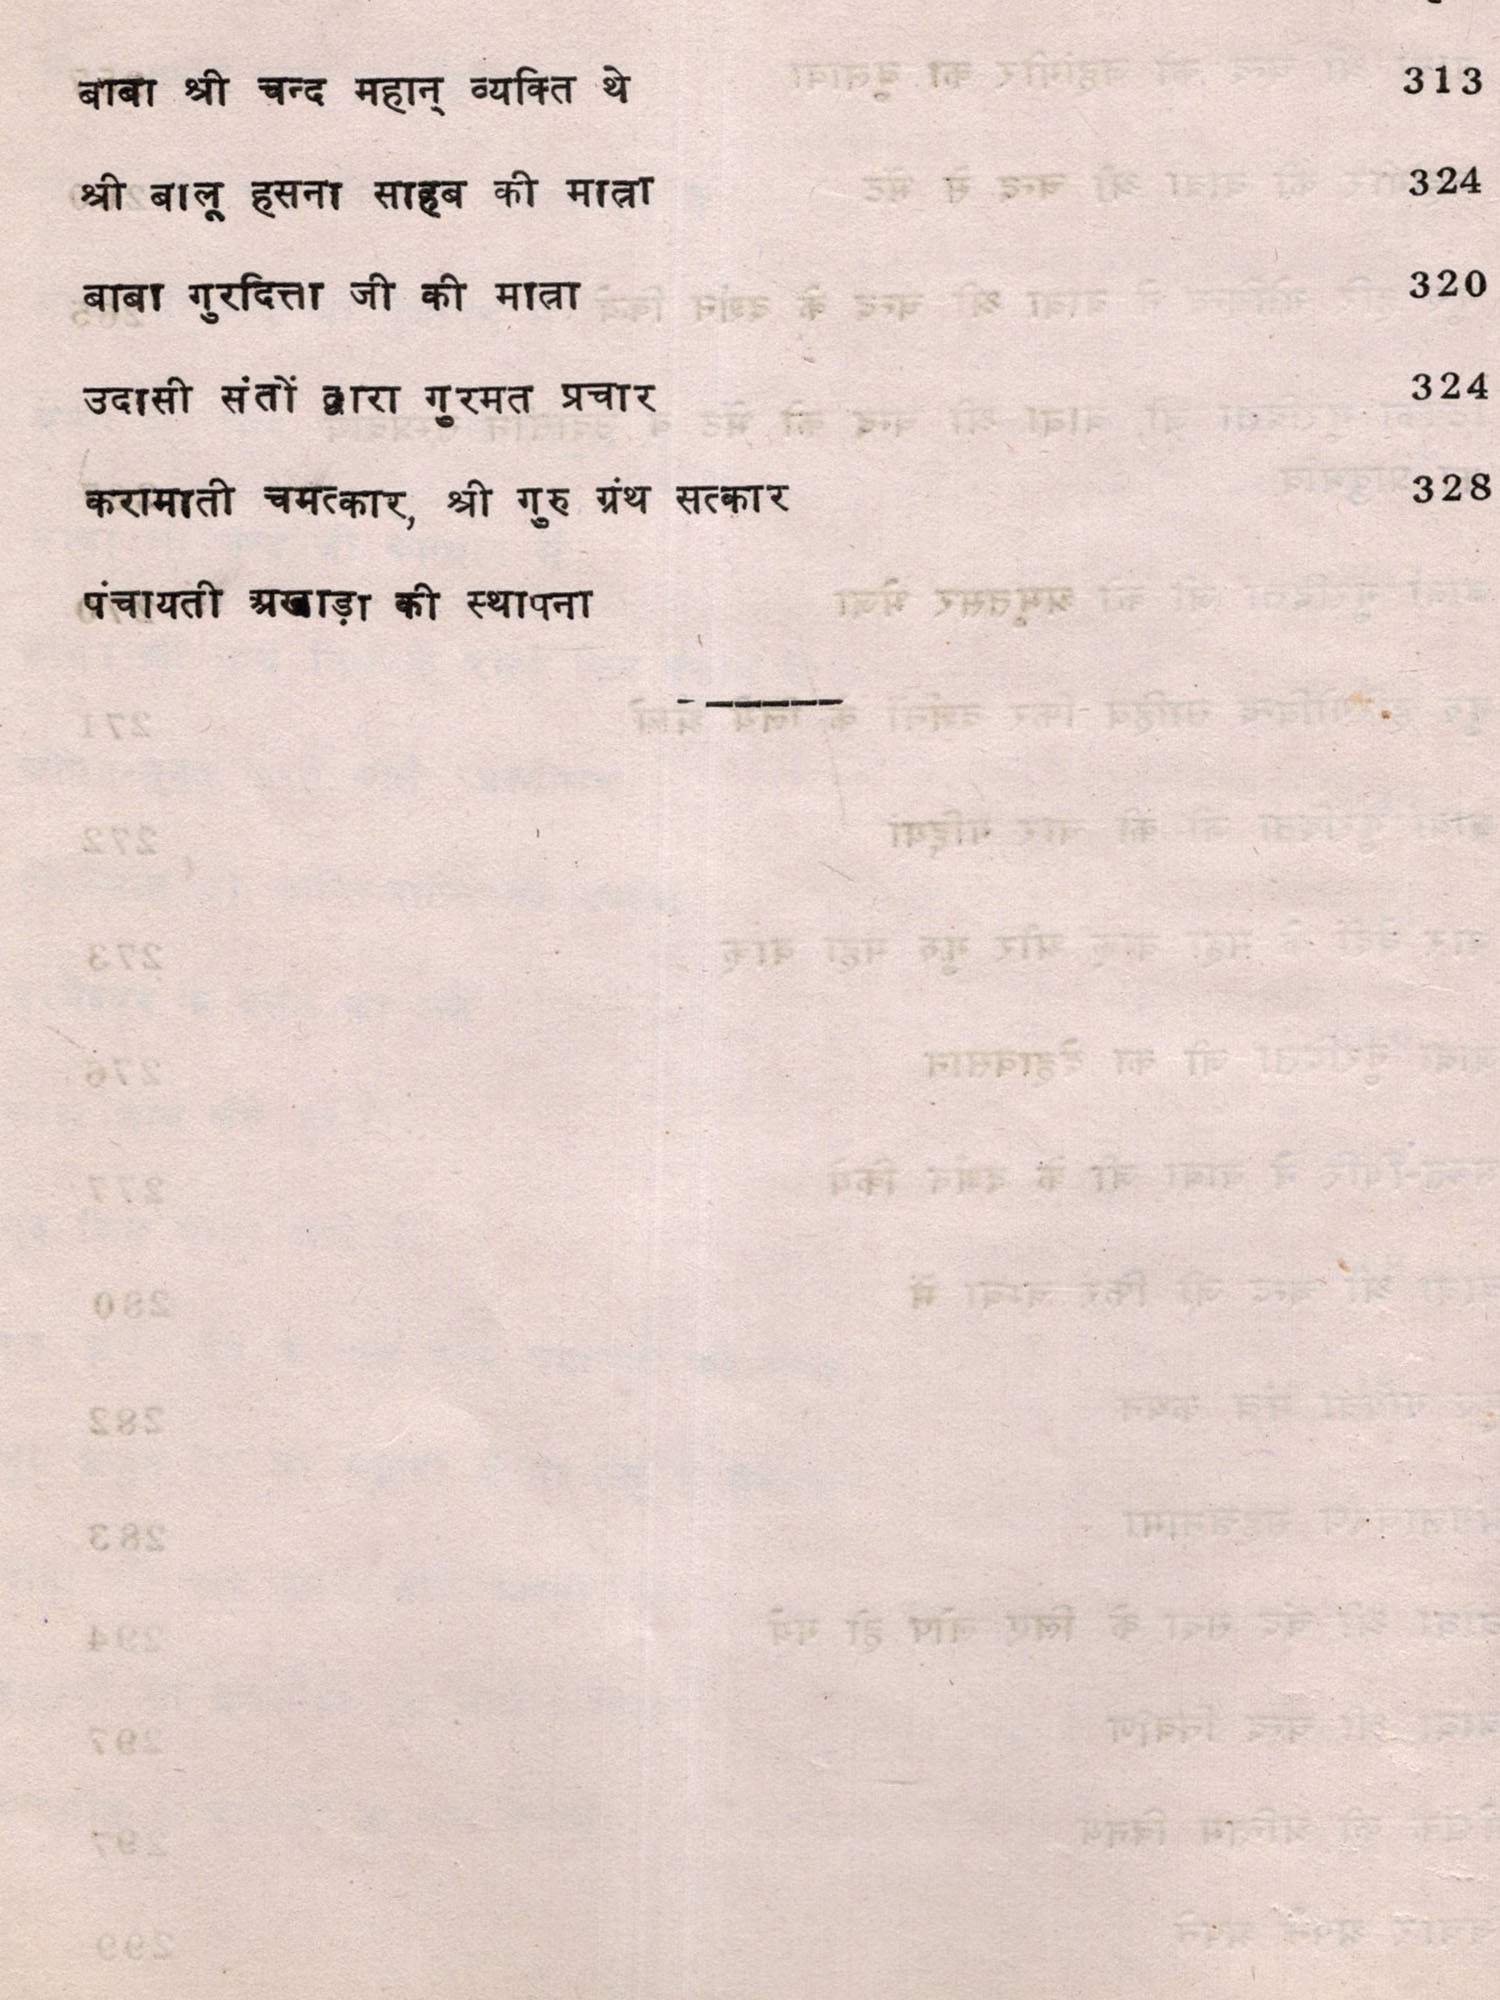 बाबा श्री चन्द महान् व्यक्ति थे 313
श्री बालू हसना साहब की मात्रा 324
बाबा गुरदित्ता जी की मात्रा 320
उदासी संतों द्वारा गुरमत प्रचार 324
करामाती चमत्कार, श्री गुरु ग्रंथ सत्कार 328
पंचायती अखाड़ा की स्थापना